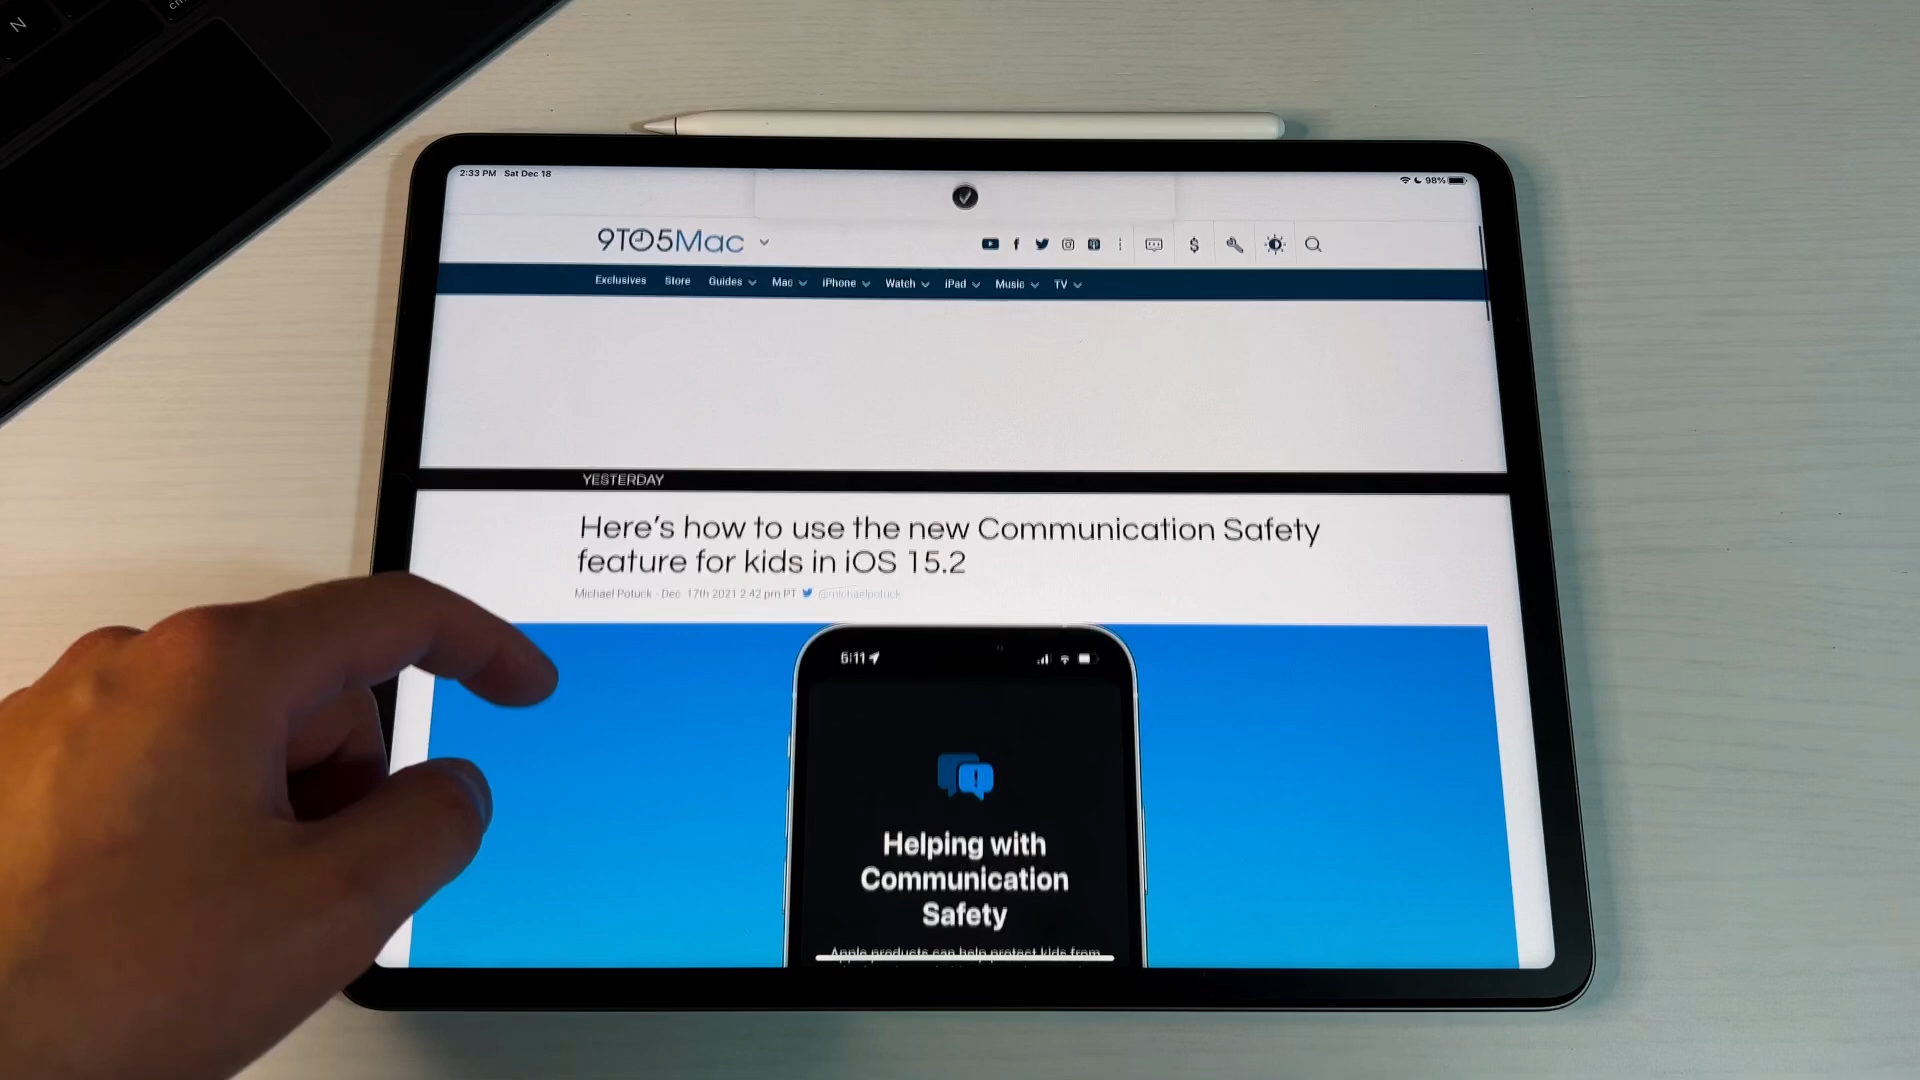 N
2:33 PM Sat Dec 18
98%
9TO5Mac
Exclusives Store Guides Mac iPhone Watch iPad Music TV
YESTERDAY
Here's how to use the new Communication Safety
feature for kids in iOS 15.2
Michael Potuck - Dec. 17th 2021 2:42 pm PT @michaelpotuck
5:11
Helping with
Communication
Safety
Apple products can help protect kids from